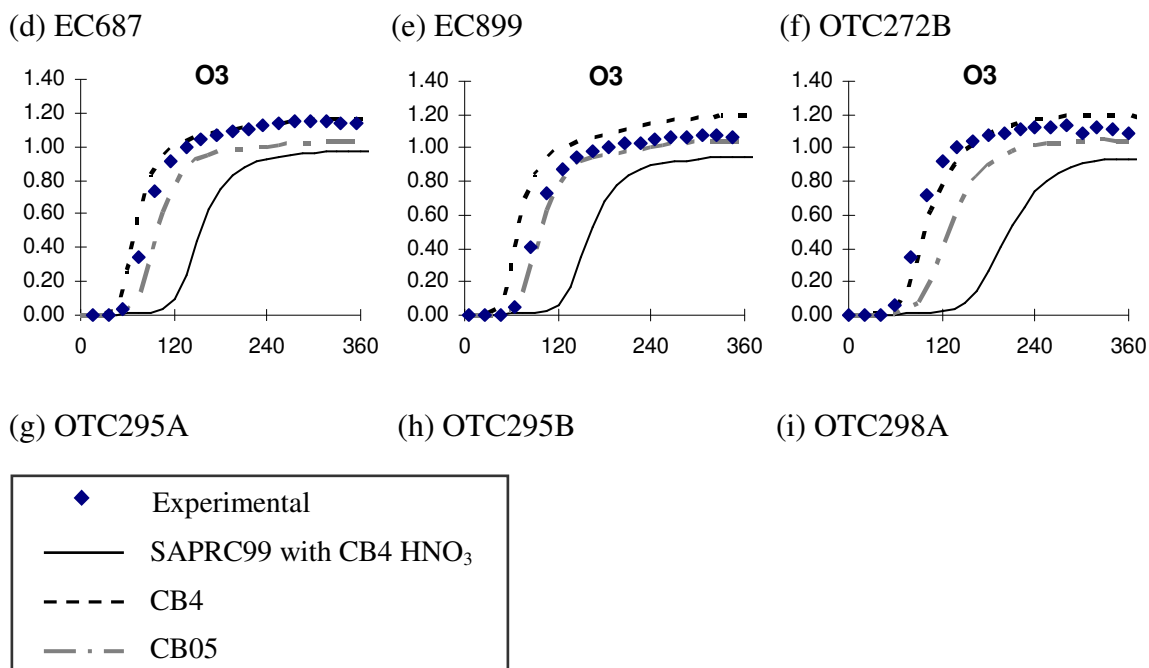 (d) EC687
(e) EC899
(f) OTC272B
O3
1.40
1.20
1.00
0.80
0.60
0.40
0.20
0.00
0 120 240 360
O3
1.40
1.20
1.00
0.80
0.60
0.40
0.20
0.00
0 120 240 360
O3
1.40
1.20
1.00
0.80
0.60
0.40
0.20
0.00
0 120 240 360
(g) OTC295A
(h) OTC295B
(i) OTC298A
Experimental
SAPRC99 with CB4 HNO₃
CB4
CB05